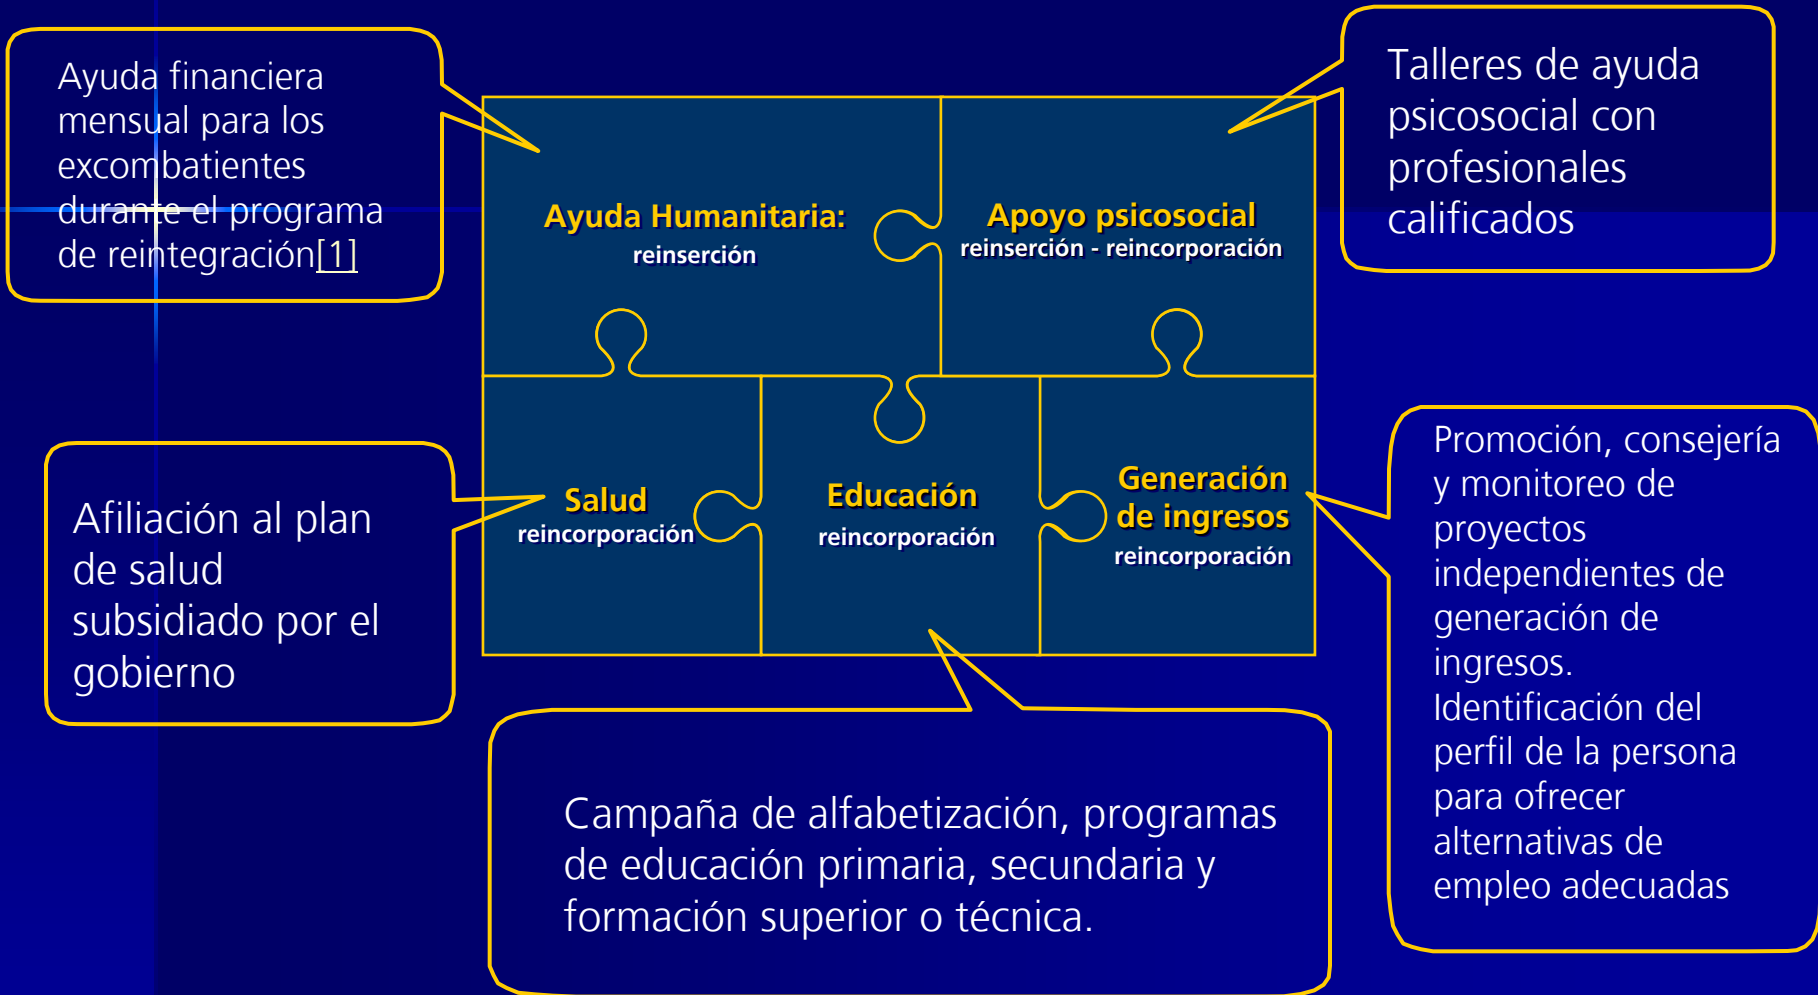 Ayuda financiera
mensual para los
excombatientes
durante el programa
de reintegración[1]
Talleres de ayuda
psicosocial con
profesionales
calificados
Ayuda Humanitaria:
reinserción
Apoyo psicosocial
reinserción - reincorporación
Afiliación al plan
de salud
subsidiado por el
gobierno
Salud
reincorporación
Educación
reincorporación
Generación
de ingresos
reincorporación
Promoción, consejería
y monitoreo de
proyectos
independientes de
generación de
ingresos.
Identificación del
perfil de la persona
para ofrecer
alternativas de
empleo adecuadas
Campaña de alfabetización, programas
de educación primaria, secundaria y
formación superior o técnica.